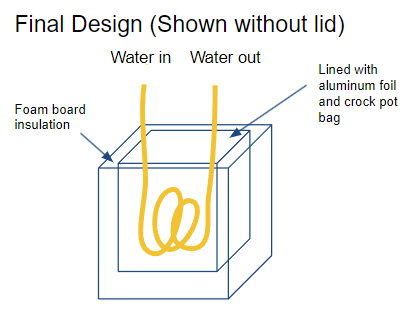 Final Design (Shown without lid)
Water in Water out
Lined with
aluminum foil
and crock pot
bag
Foam board
insulation